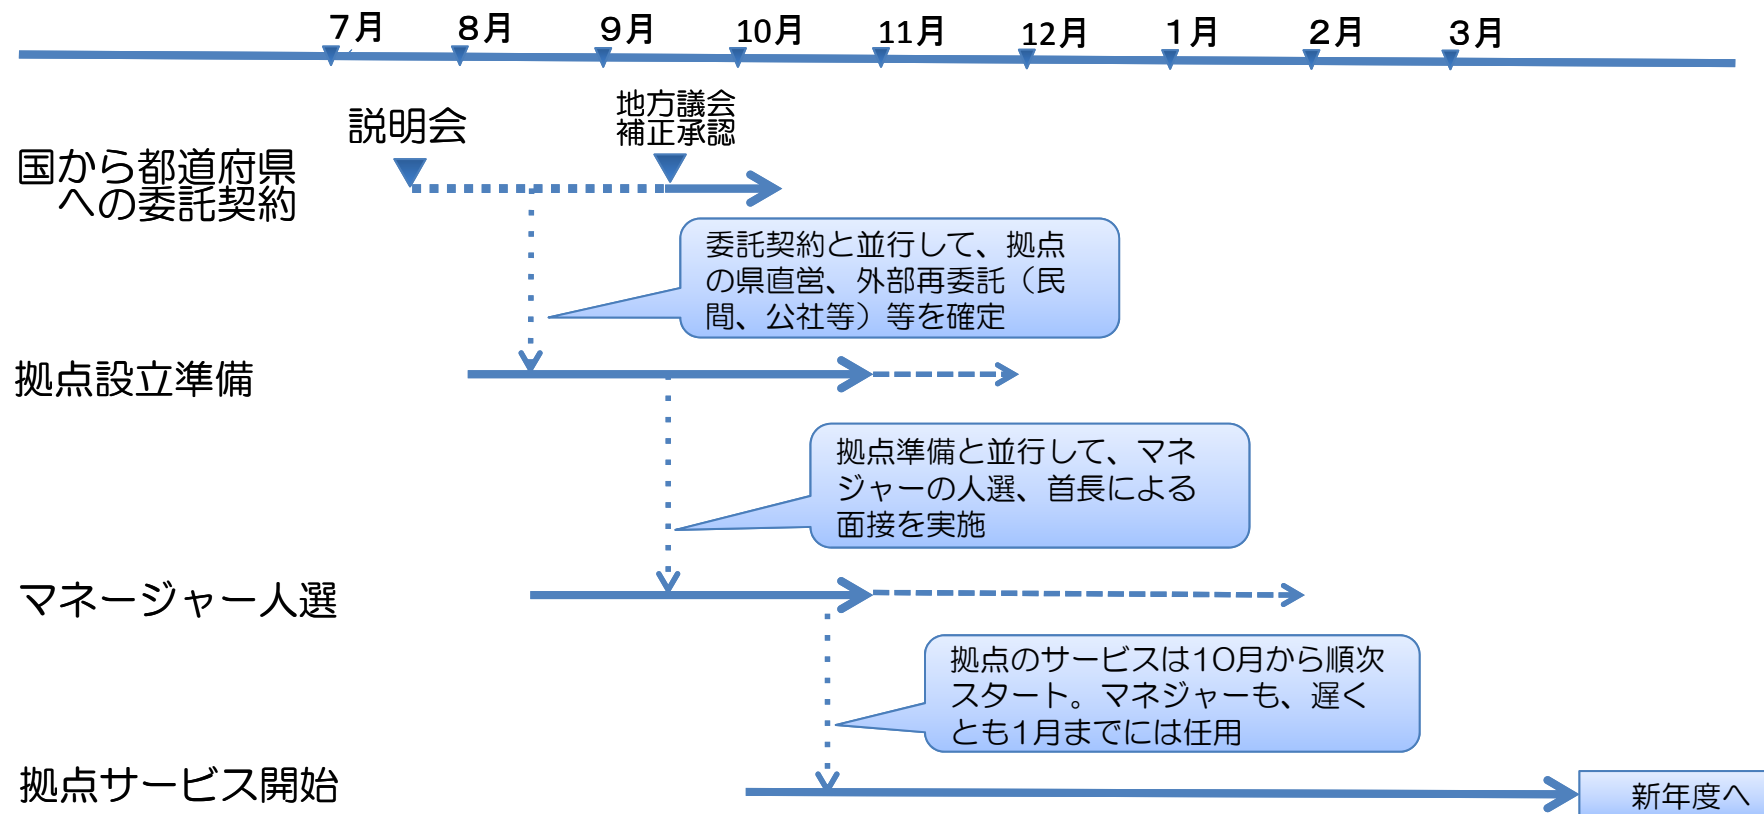 7月 8月 9月 10月 11月 12月 1月 2月 3月
説明会
地方議会
補正承認
国から都道府県
への委託契約
委託契約と並行して、拠点
の県直営、外部再委託（民
間、公社等）等を確定
拠点設立準備
拠点準備と並行して、マネ
ジャーの人選、首長による
面接を実施
マネージャー人選
拠点のサービスは10月から順次
スタート。マネジャーも、遅く
とも1月までには任用
拠点サービス開始
新年度へ